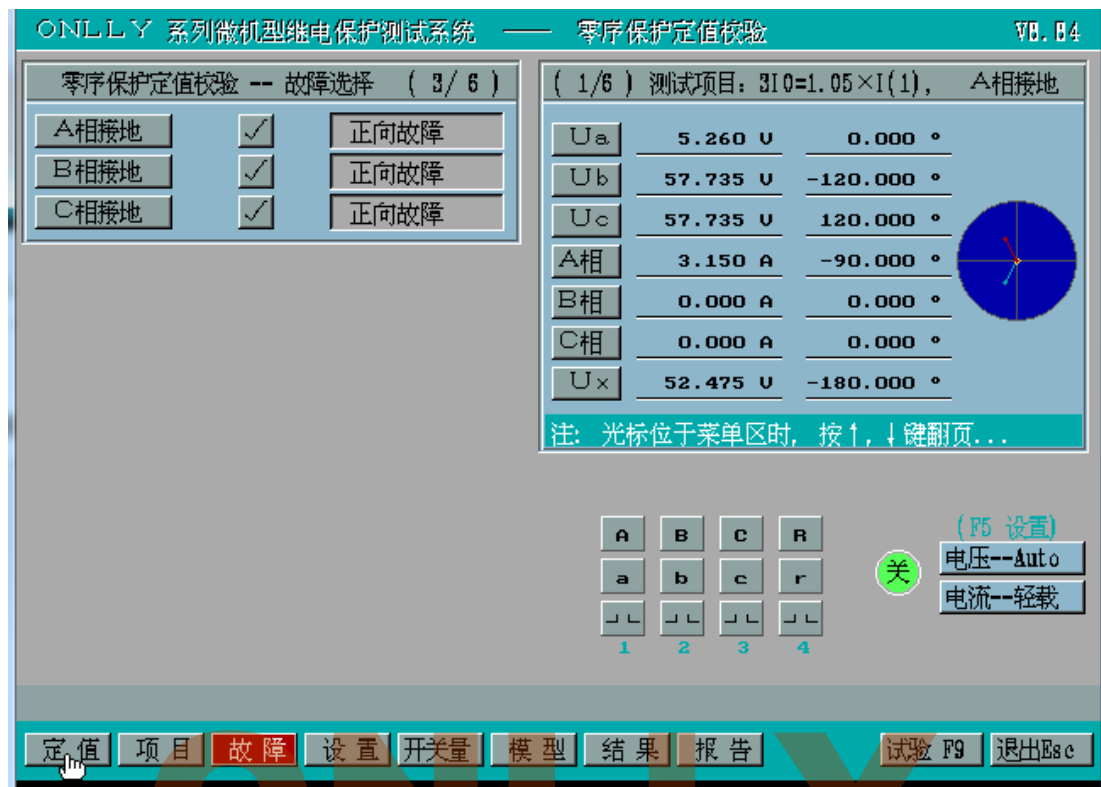 ONLLY 系列微机型继电保护测试系统 —— 零序保护定值校验 V8.04
零序保护定值校验 -- 故障选择 ( 3/ 6 )
A相接地 ✓ 正向故障
B相接地 ✓ 正向故障
C相接地 ✓ 正向故障
( 1/6 ) 测试项目: 3I0=1.05×I(1), A相接地
Ua 5.260 V 0.000 °
Ub 57.735 V -120.000 °
Uc 57.735 V 120.000 °
A相 3.150 A -90.000 °
B相 0.000 A 0.000 °
C相 0.000 A 0.000 °
Ux 52.475 V -180.000 °
注: 光标位于菜单区时, 按↑,↓键翻页...
A B C R
a b c r
1 2 3 4
关
(F5 设置)
电压--Auto
电流--轻载
定 值 项 目 故 障 设 置 开关量 模 型 结 果 报 告 试验 F9 退出Esc
ONLLY